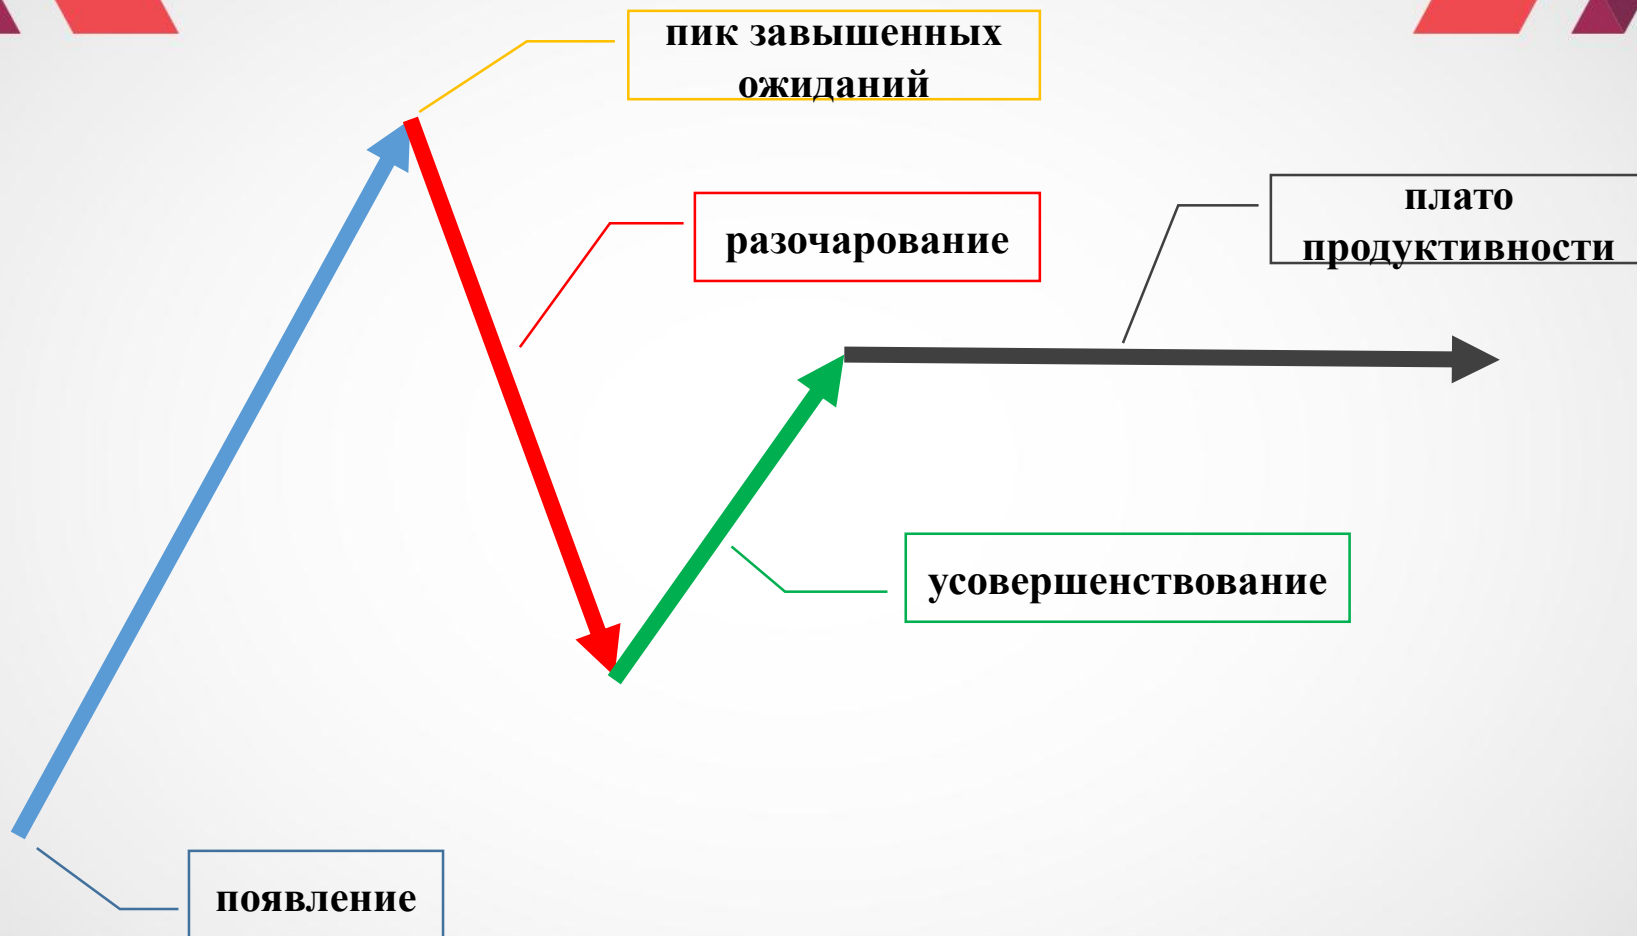 пик завышенных
ожиданий
плато
продуктивности
разочарование
усовершенствование
появление